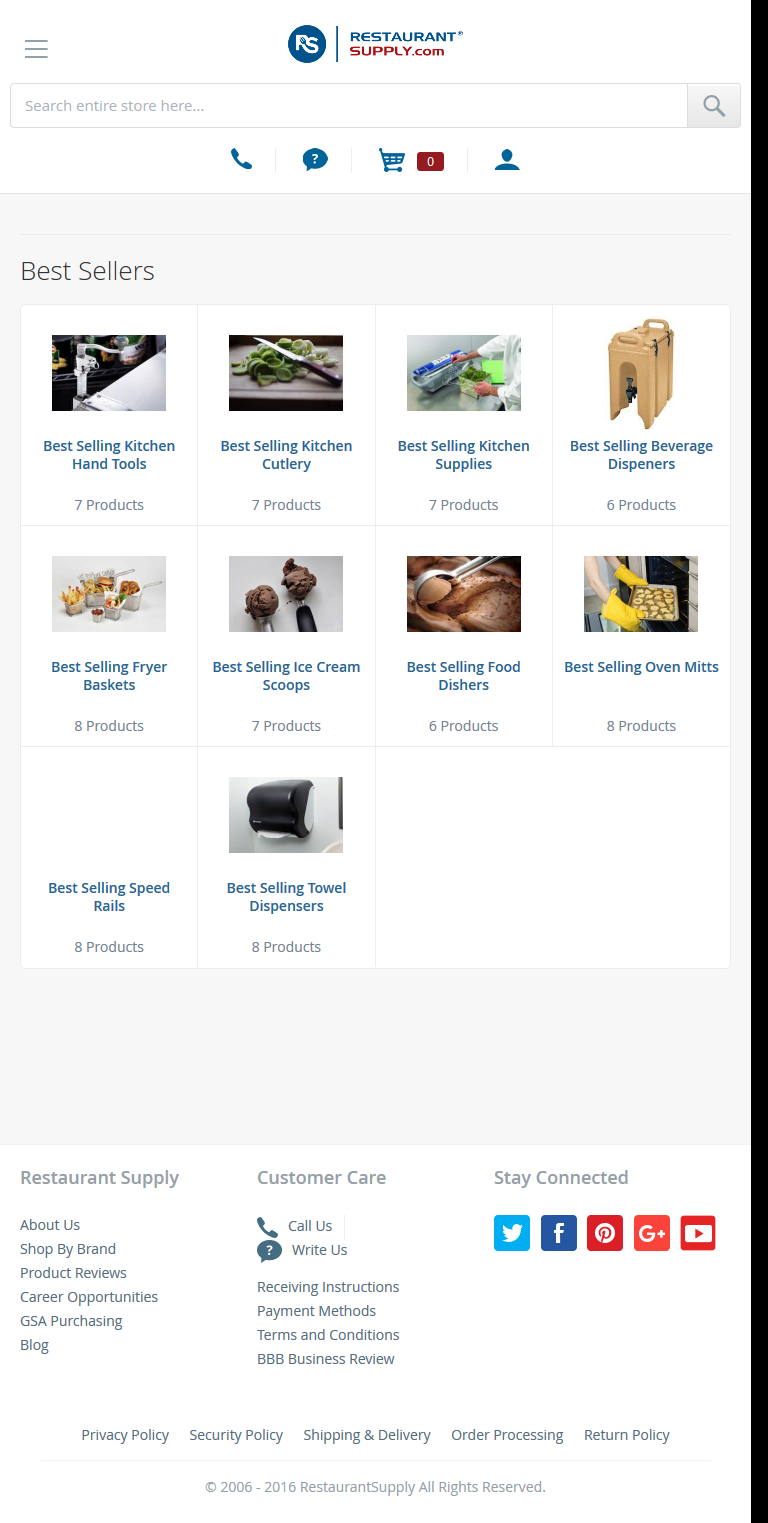 RS RESTAURANT®
SUPPLY.com
Search entire store here...
?
0
Best Sellers
Best Selling Kitchen
Hand Tools
7 Products
Best Selling Kitchen
Cutlery
7 Products
Best Selling Kitchen
Supplies
7 Products
Best Selling Beverage
Dispeners
6 Products
Best Selling Fryer
Baskets
8 Products
Best Selling Ice Cream
Scoops
7 Products
Best Selling Food
Dishers
6 Products
Best Selling Oven Mitts
8 Products
Best Selling Speed
Rails
8 Products
Best Selling Towel
Dispensers
8 Products
Restaurant Supply
About Us
Shop By Brand
Product Reviews
Career Opportunities
GSA Purchasing
Blog
Customer Care
Call Us
? Write Us
Receiving Instructions
Payment Methods
Terms and Conditions
BBB Business Review
Stay Connected
f G+
Privacy Policy Security Policy Shipping & Delivery Order Processing Return Policy
© 2006 - 2016 RestaurantSupply All Rights Reserved.